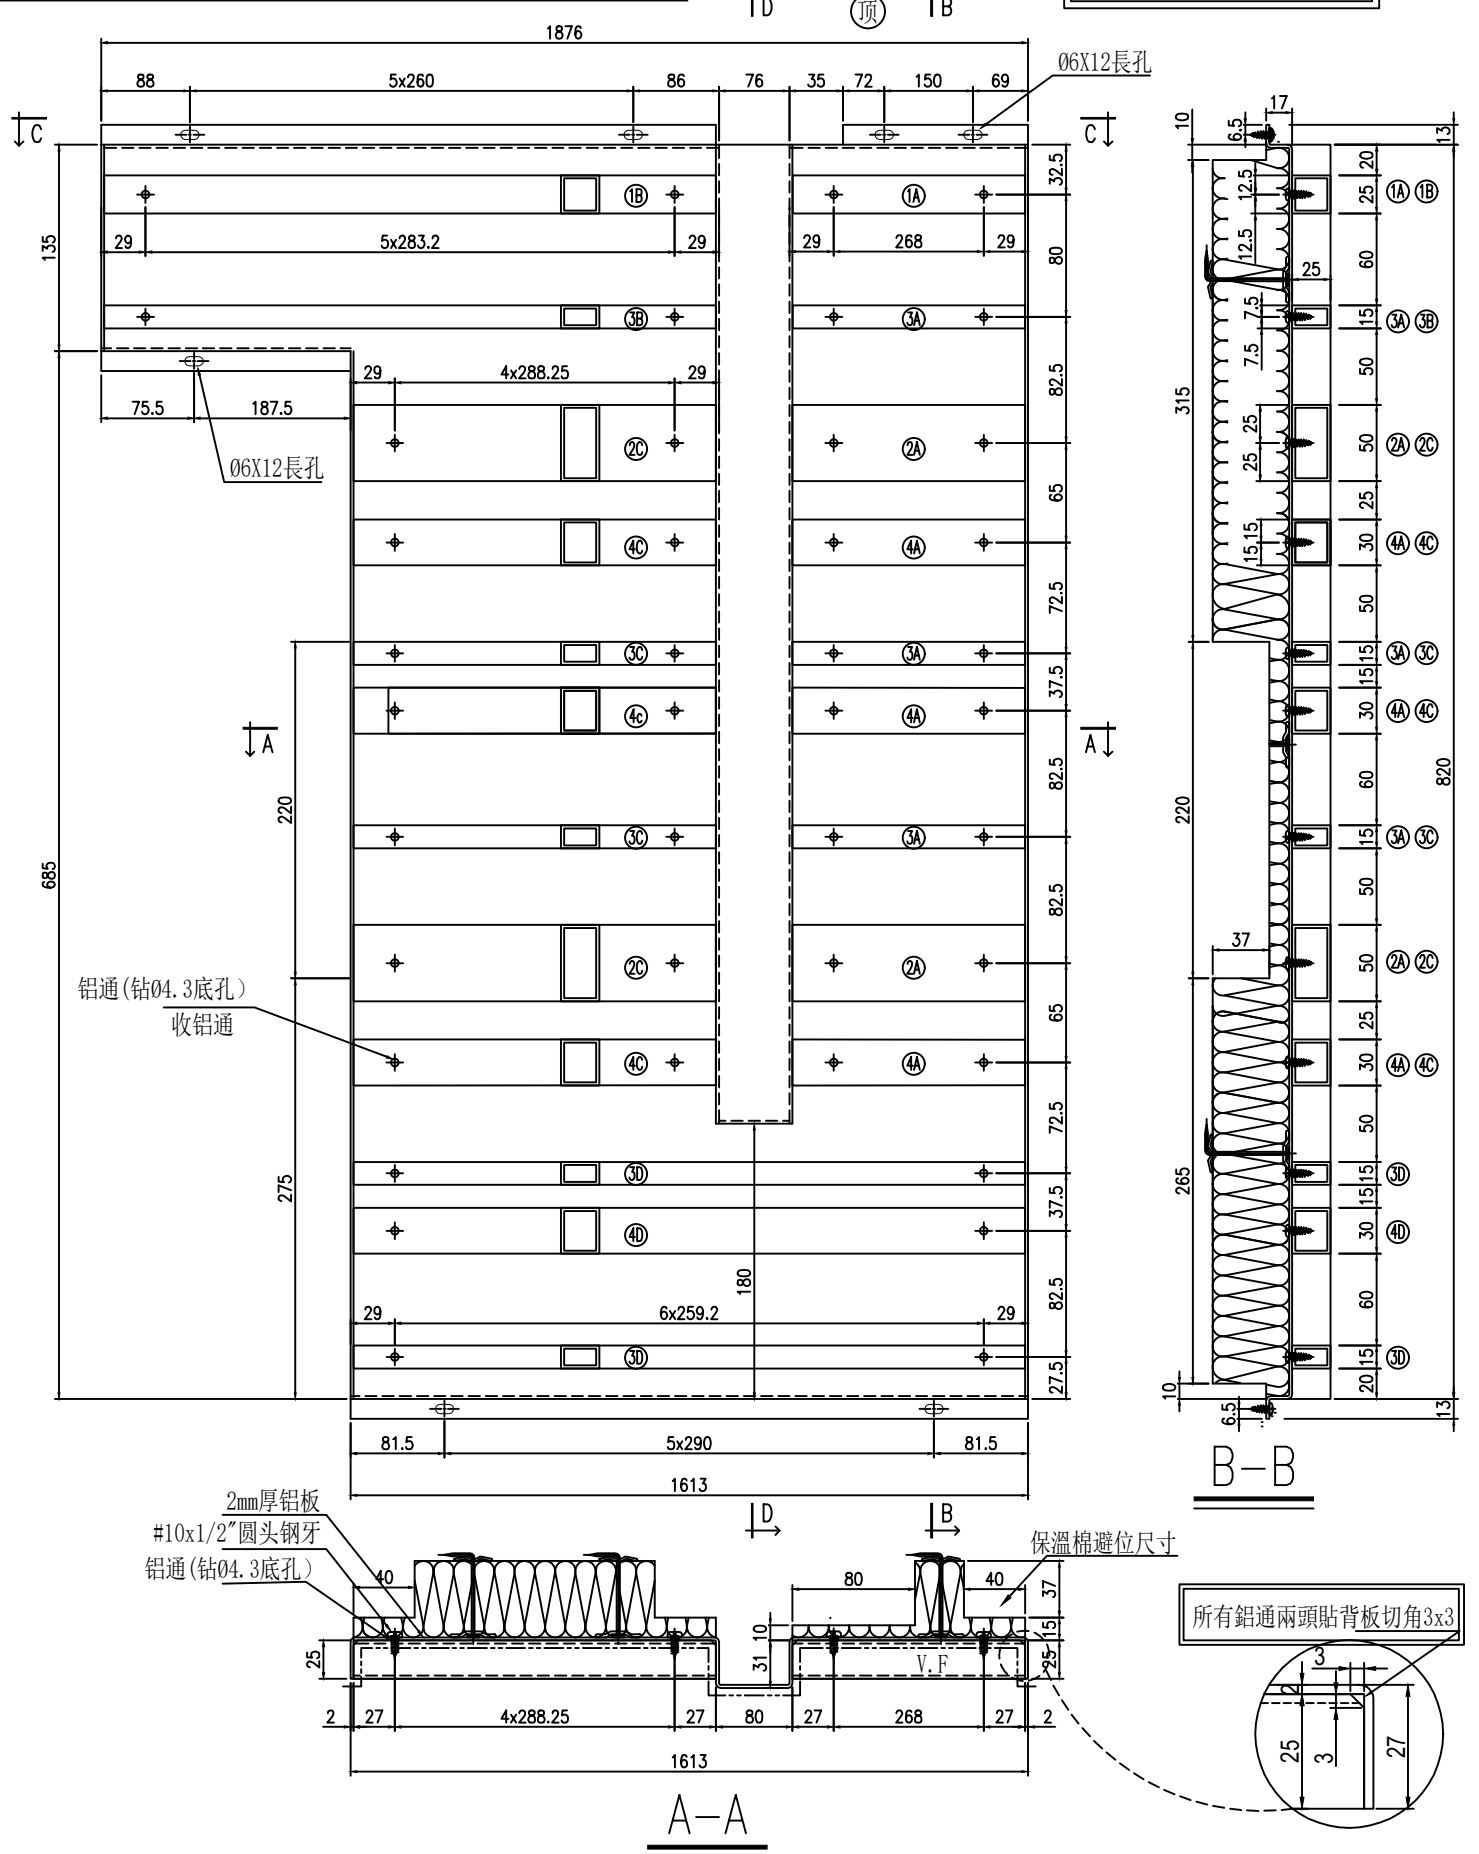 D
顶
B
1876
88
5x260
86
76
35
72
150
69
Ø6X12長孔
C
C
17
10
6.5
13
1B
1A
32.5
12.5
20
25
1A 1B
135
29
5x283.2
29
29
268
29
80
12.5
60
25
3B
3A
7.5
15
3A 3B
29
4x288.25
29
82.5
7.5
50
75.5
187.5
315
Ø6X12長孔
2C
2A
25
25
50
2A 2C
65
25
4C
4A
15
15
30
4A 4C
72.5
50
3C
3A
15
3A 3C
37.5
15
4c
4A
30
4A 4C
A
A
220
685
82.5
220
60
820
3C
3A
15
3A 3C
82.5
50
37
2C
2A
50
2A 2C
铝通(钻Ø4.3底孔)
收铝通
65
25
4C
4A
30
4A 4C
72.5
50
275
265
3D
15
3D
37.5
15
4D
30
4D
180
82.5
60
29
6x259.2
29
3D
15
3D
27.5
10
20
6.5
13
81.5
5x290
81.5
1613
B-B
2mm厚铝板
D
B
#10x1/2"圆头钢牙
铝通(钻Ø4.3底孔)
保溫棉避位尺寸
40
80
40
37
15
10
25
31
V.F
25
2
27
4x288.25
27
80
27
268
27
2
1613
A-A
所有鋁通兩頭貼背板切角3x3
3
25
3
27